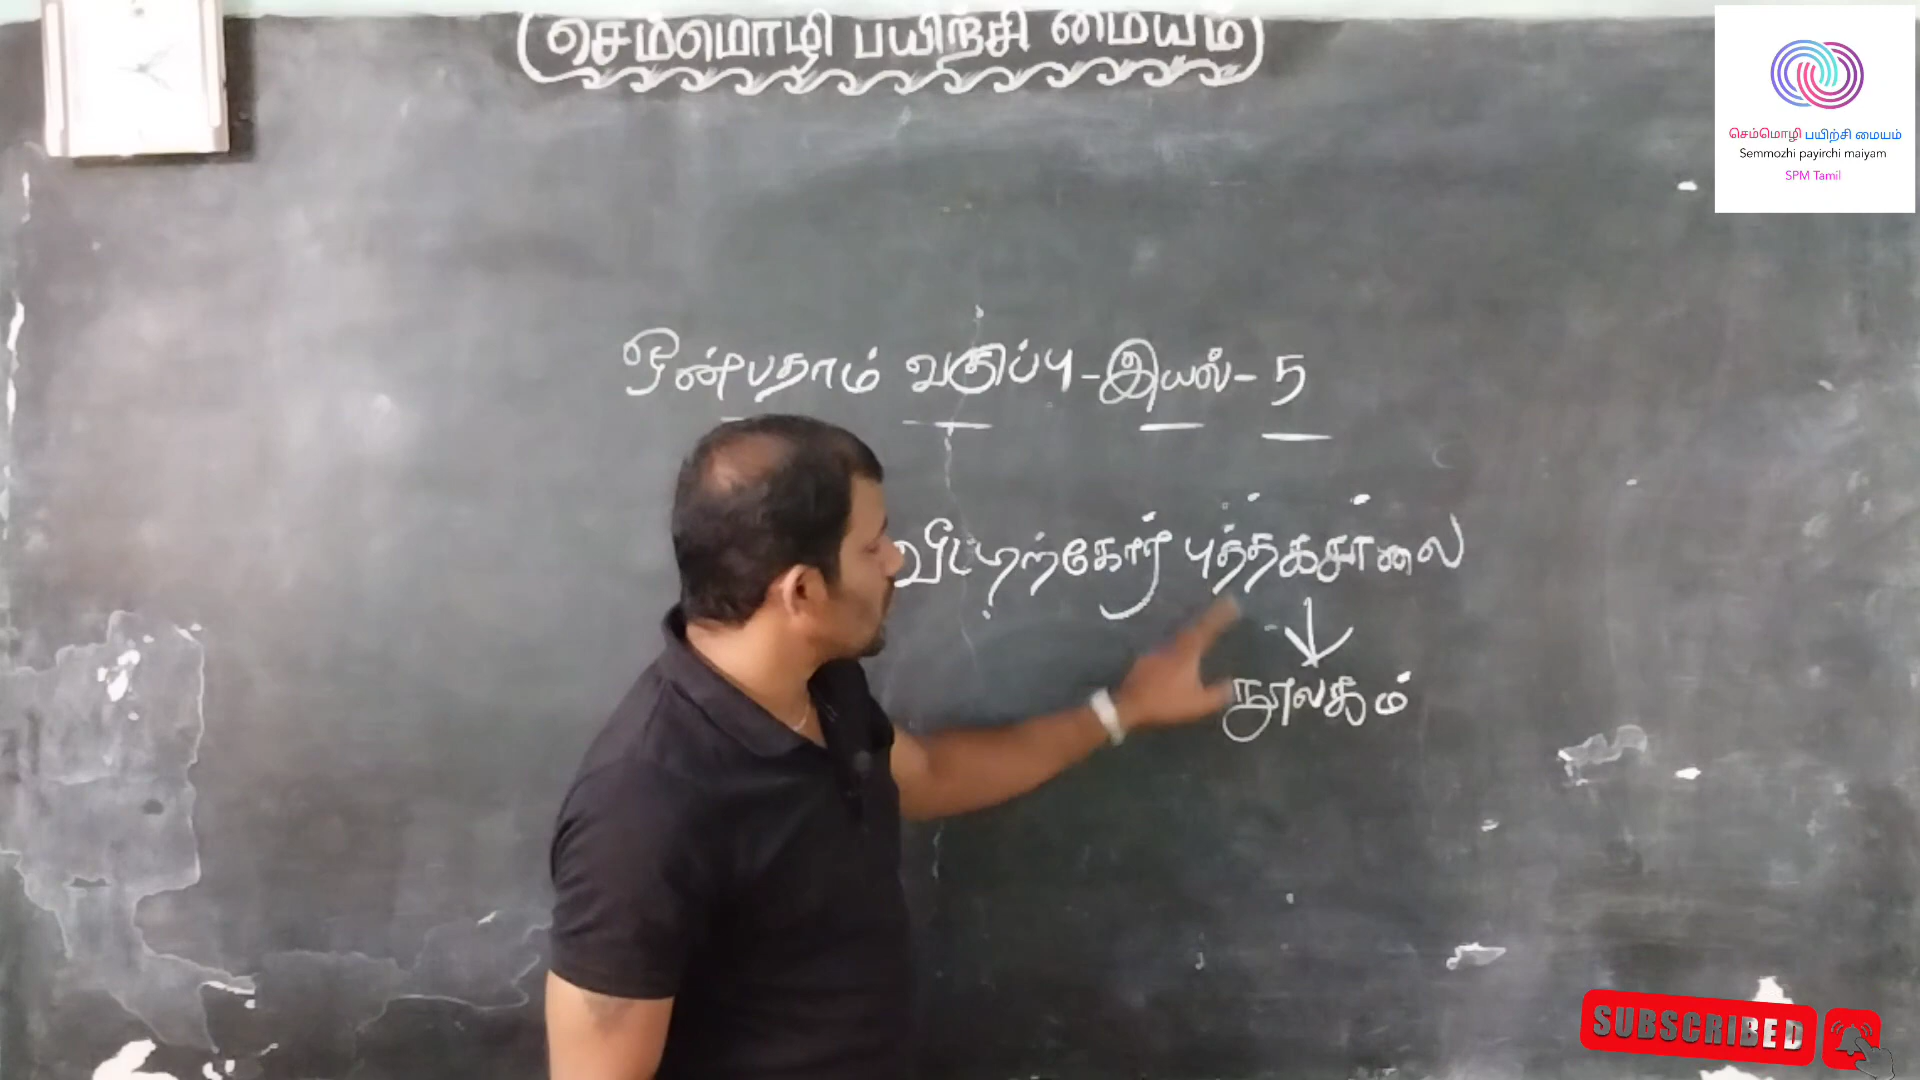 (செம்மொழி பயிற்சி மையம்)
செம்மொழி பயிற்சி மையம்
Semmozhi payirchi maiyam
SPM Tamil
ஒன்பதாம் வகுப்பு - இயல் - 5
வீட்டிற்கோர் புத்தகசாலை
↓
நூலகம்
SUBSCRIBED